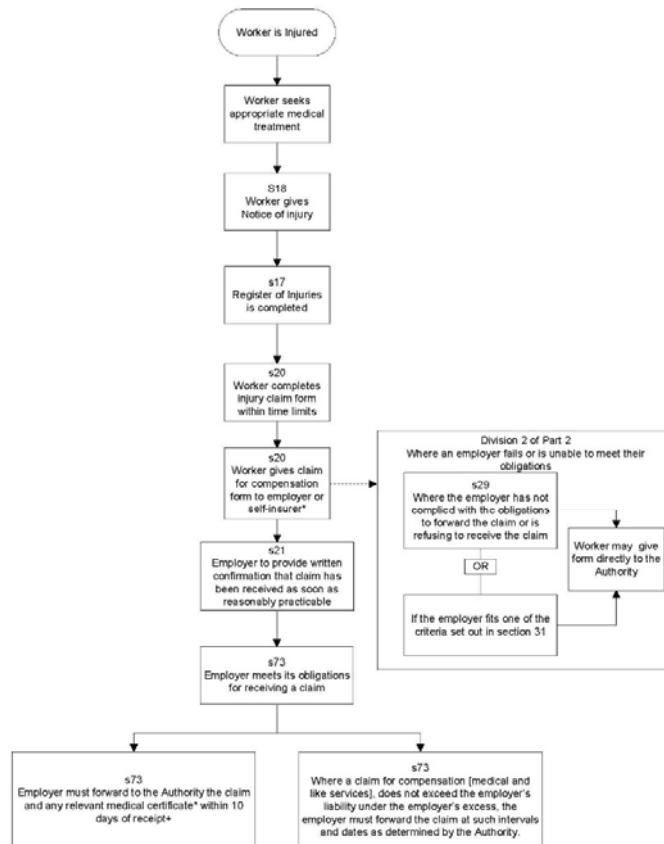 Worker is Injured
Worker seeks
appropriate medical
treatment
S18
Worker gives
Notice of injury
s17
Register of Injuries
is completed
s20
Worker completes
injury claim form
within time limits
s20
Worker gives claim
for compensation
form to employer or
self-insurer*
s21
Employer to provide written
confirmation that claim has
been received as soon as
reasonably practicable
s73
Employer meets its obligations
for receiving a claim
s73
Employer must forward to the Authority the claim
and any relevant medical certificate* within 10
days of receipt+
s73
Where a claim for compensation [medical and
like services], does not exceed the employer's
liability under the employer's excess, the
employer must forward the claim at such intervals
and dates as determined by the Authority.
Division 2 of Part 2
Where an employer fails or is unable to meet their
obligations
s29
Where the employer has not
complied with the obligations
to forward the claim or is
refusing to receive the claim
OR
If the employer fits one of the
criteria set out in section 31
Worker may give
form directly to the
Authority